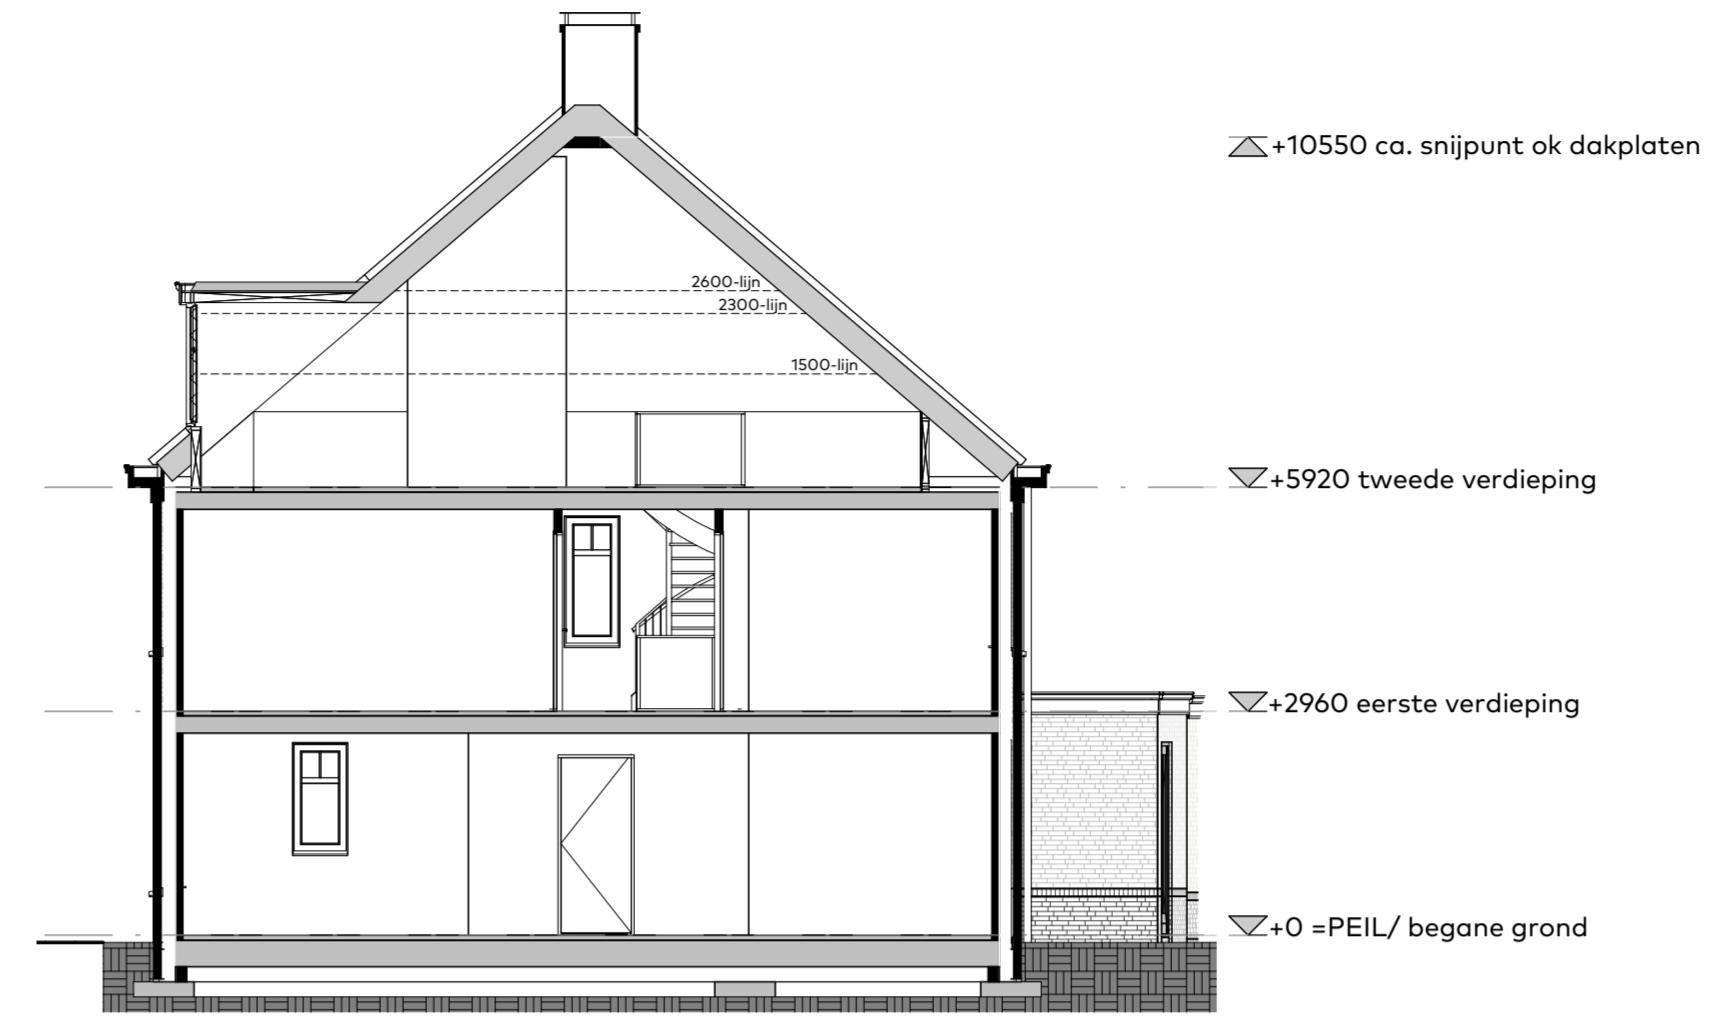 +10550 ca. snijpunt ok dakplaten
2600-lijn
2300-lijn
1500-lijn
+5920 tweede verdieping
+2960 eerste verdieping
+0 =PEIL/ begane grond